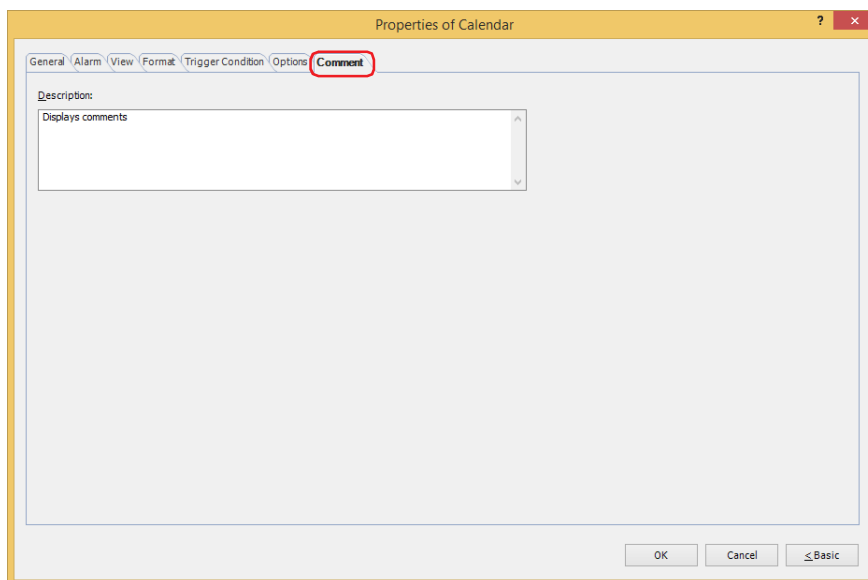 Properties of Calendar ? ×
General Alarm View Format Trigger Condition Options Comment
Description:
Displays comments
OK Cancel < Basic